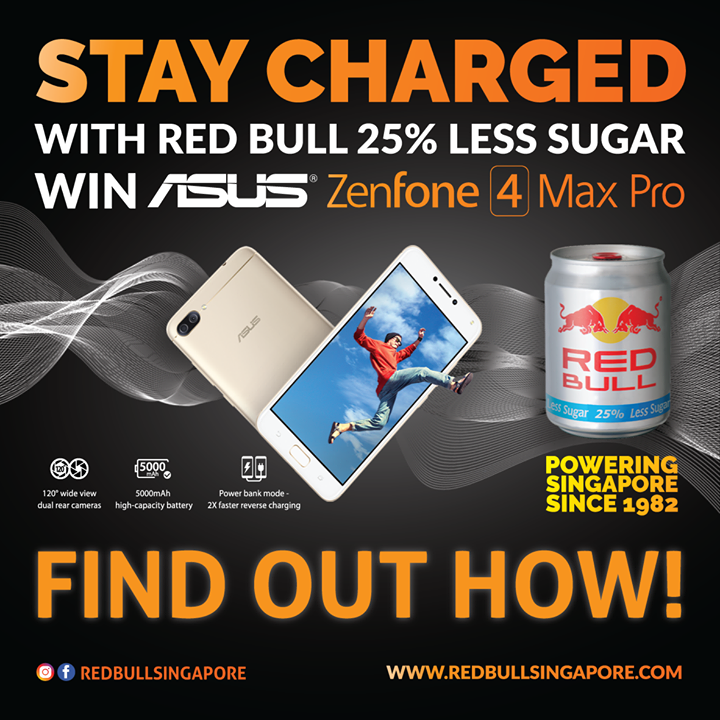 STAY CHARGED
WITH RED BULL 25% LESS SUGAR
WIN ASUS® Zenfone 4 Max Pro
ASUS
RED
BULL
Less Sugar 25% Less Sugar
120
120° wide view
dual rear cameras
5000
mAh
5000mAh
high-capacity battery
Power bank mode -
2X faster reverse charging
POWERING
SINGAPORE
SINCE 1982
FIND OUT HOW!
REDBULLSINGAPORE
WWW.REDBULLSINGAPORE.COM